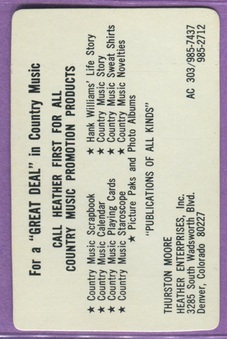 For a "GREAT DEAL" in Country Music
CALL HEATHER FIRST FOR ALL
COUNTRY MUSIC PROMOTION PRODUCTS
★ Country Music Scrapbook ★ Hank Williams' Life Story
★ Country Music Calendar ★ Country Music Story
★ Country Music Playing Cards ★ Country Music Sweat Shirts
★ Country Music Staroscope ★ Country Music Novelties
★ Picture Paks and Photo Albums
"PUBLICATIONS OF ALL KINDS"
THURSTON MOORE
HEATHER ENTERPRISES, Inc.
3285 South Wadsworth Blvd. AC 303/985-7437
Denver, Colorado 80227 985-2712